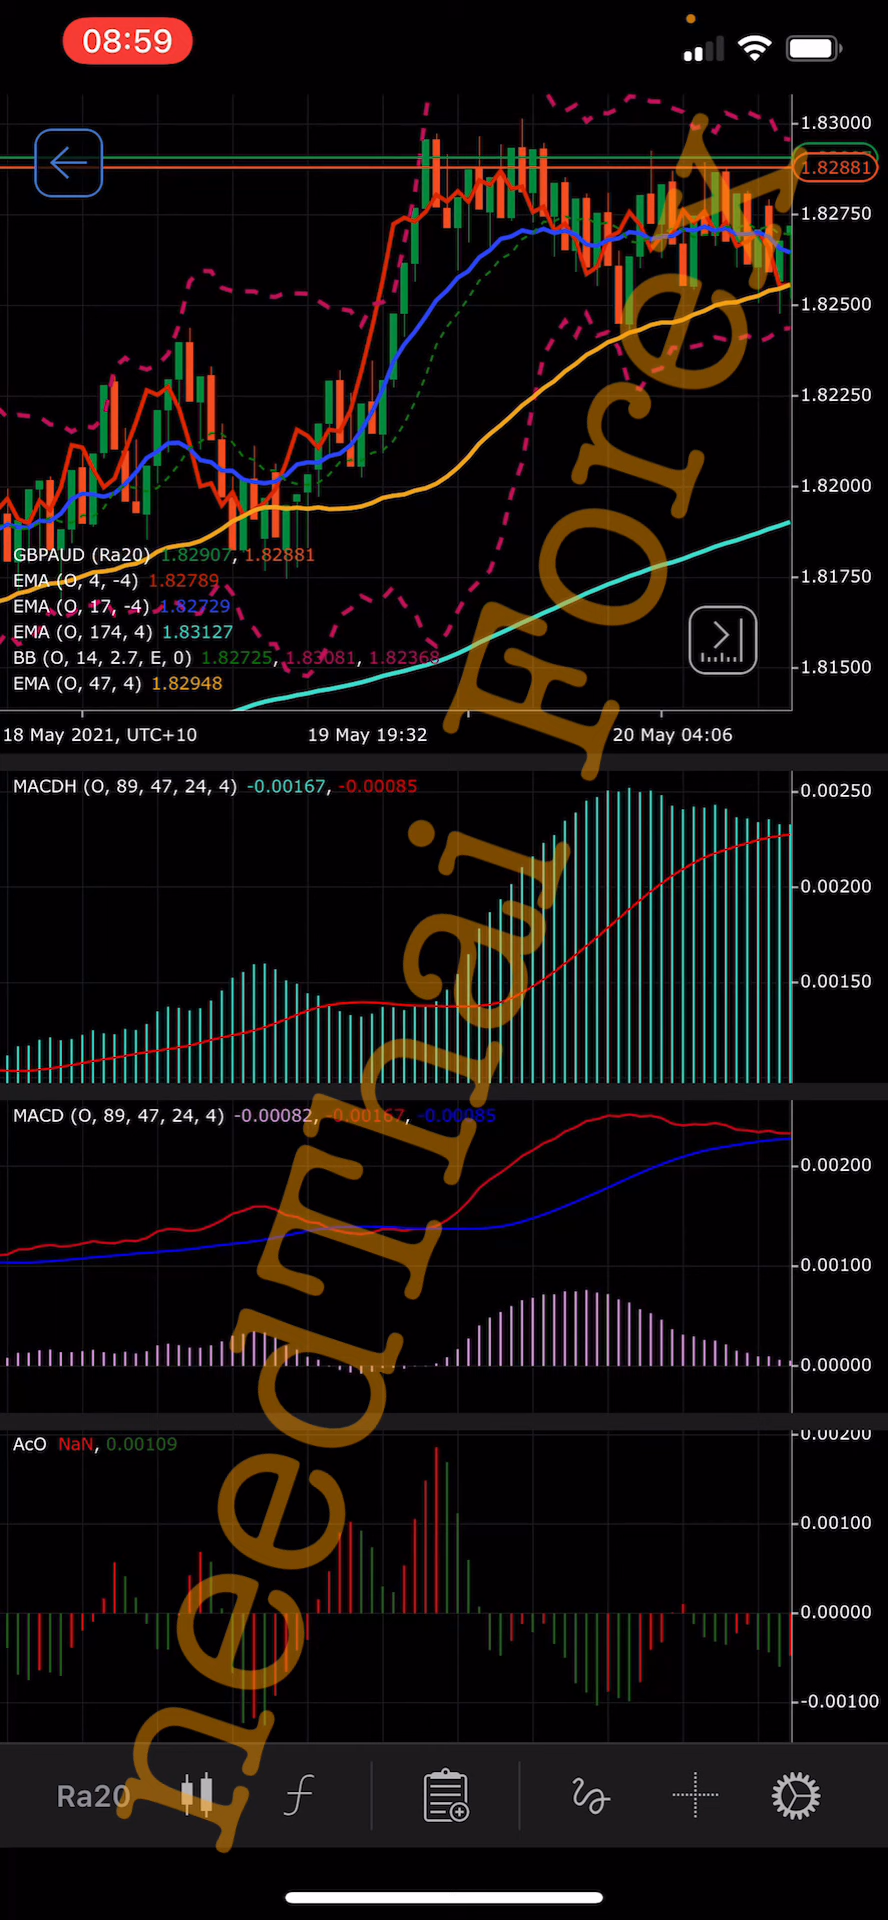 08:59
1.83000
1.82881
1.82750
1.82500
1.82250
1.82000
1.81750
1.81500
GBPAUD (Ra20) 1.82907, 1.82881
EMA (O, 4, -4) 1.82789
EMA (O, 17, -4) 1.82729
EMA (O, 174, 4) 1.83127
BB (O, 14, 2.7, E, 0) 1.82725, 1.83081, 1.82368
EMA (O, 47, 4) 1.82948
18 May 2021, UTC+10 19 May 19:32 20 May 04:06
MACDH (O, 89, 47, 24, 4) -0.00167, -0.00085
0.00250
0.00200
0.00150
MACD (O, 89, 47, 24, 4) -0.00082, -0.00167, -0.00085
0.00200
0.00100
0.00000
AcO NaN, 0.00109
0.00200
0.00100
0.00000
-0.00100
Ra20
needThai ForeX